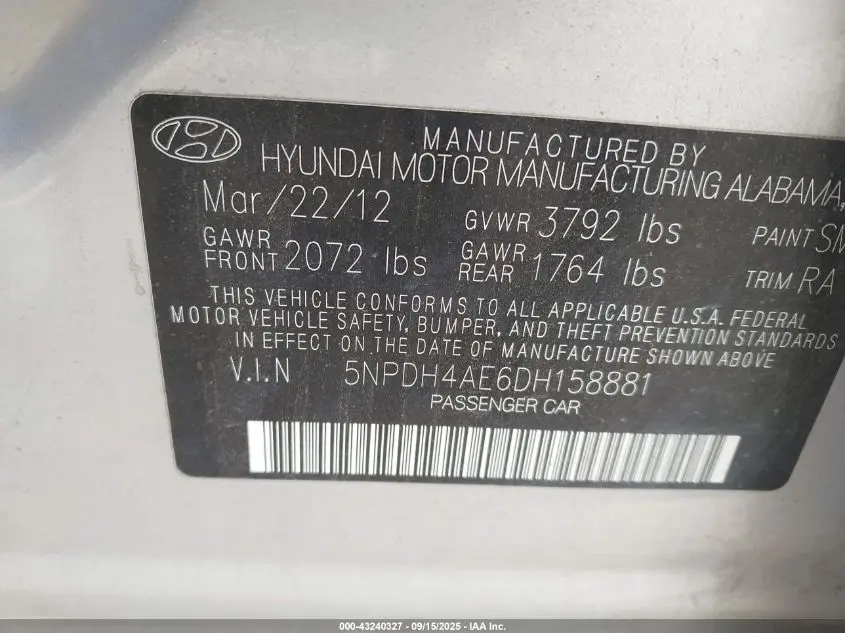 MANUFACTURED BY
HYUNDAI MOTOR MANUFACTURING ALABAMA,
Mar/22/12 GVWR 3792 lbs PAINT SM
GAWR FRONT 2072 lbs GAWR REAR 1764 lbs TRIM RA
THIS VEHICLE CONFORMS TO ALL APPLICABLE U.S.A. FEDERAL
MOTOR VEHICLE SAFETY, BUMPER, AND THEFT PREVENTION STANDARDS
IN EFFECT ON THE DATE OF MANUFACTURE SHOWN ABOVE
V.I.N 5NPDH4AE6DH158881
PASSENGER CAR
000-43240327 - 09/15/2025 - IAA Inc.